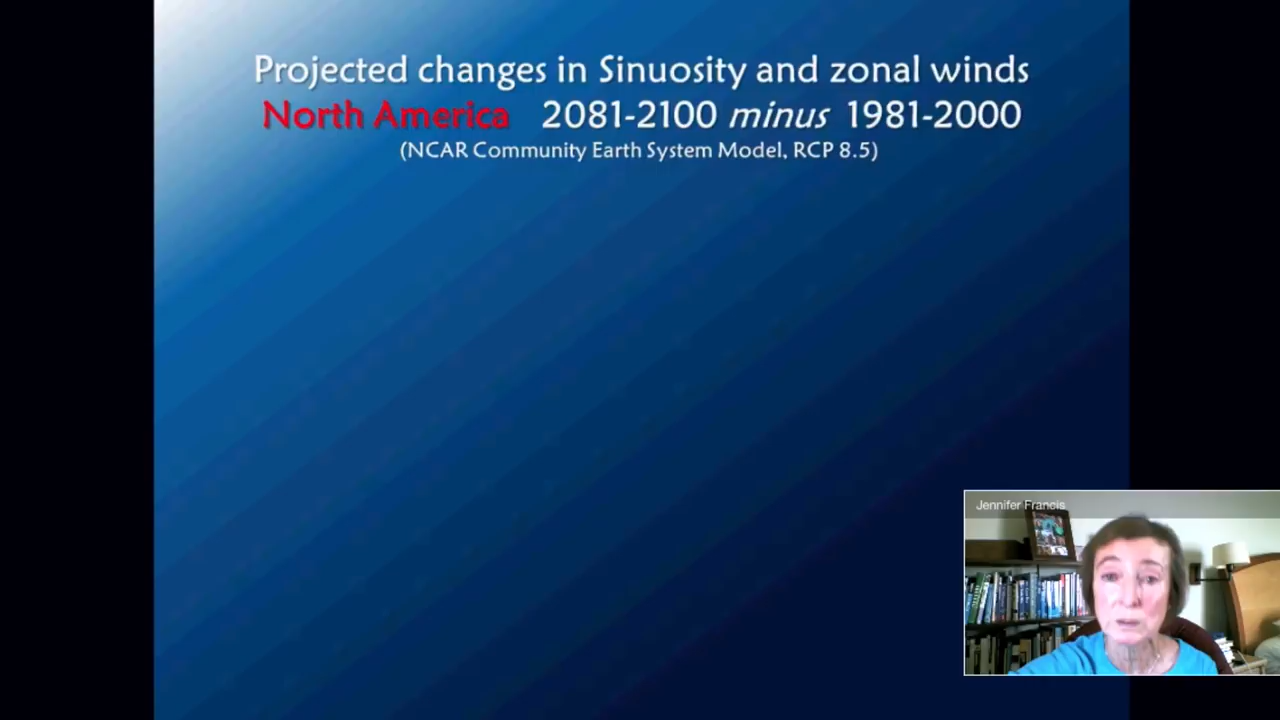 Projected changes in Sinuosity and zonal winds
North America 2081-2100 minus 1981-2000
(NCAR Community Earth System Model, RCP 8.5)
Jennifer Francis